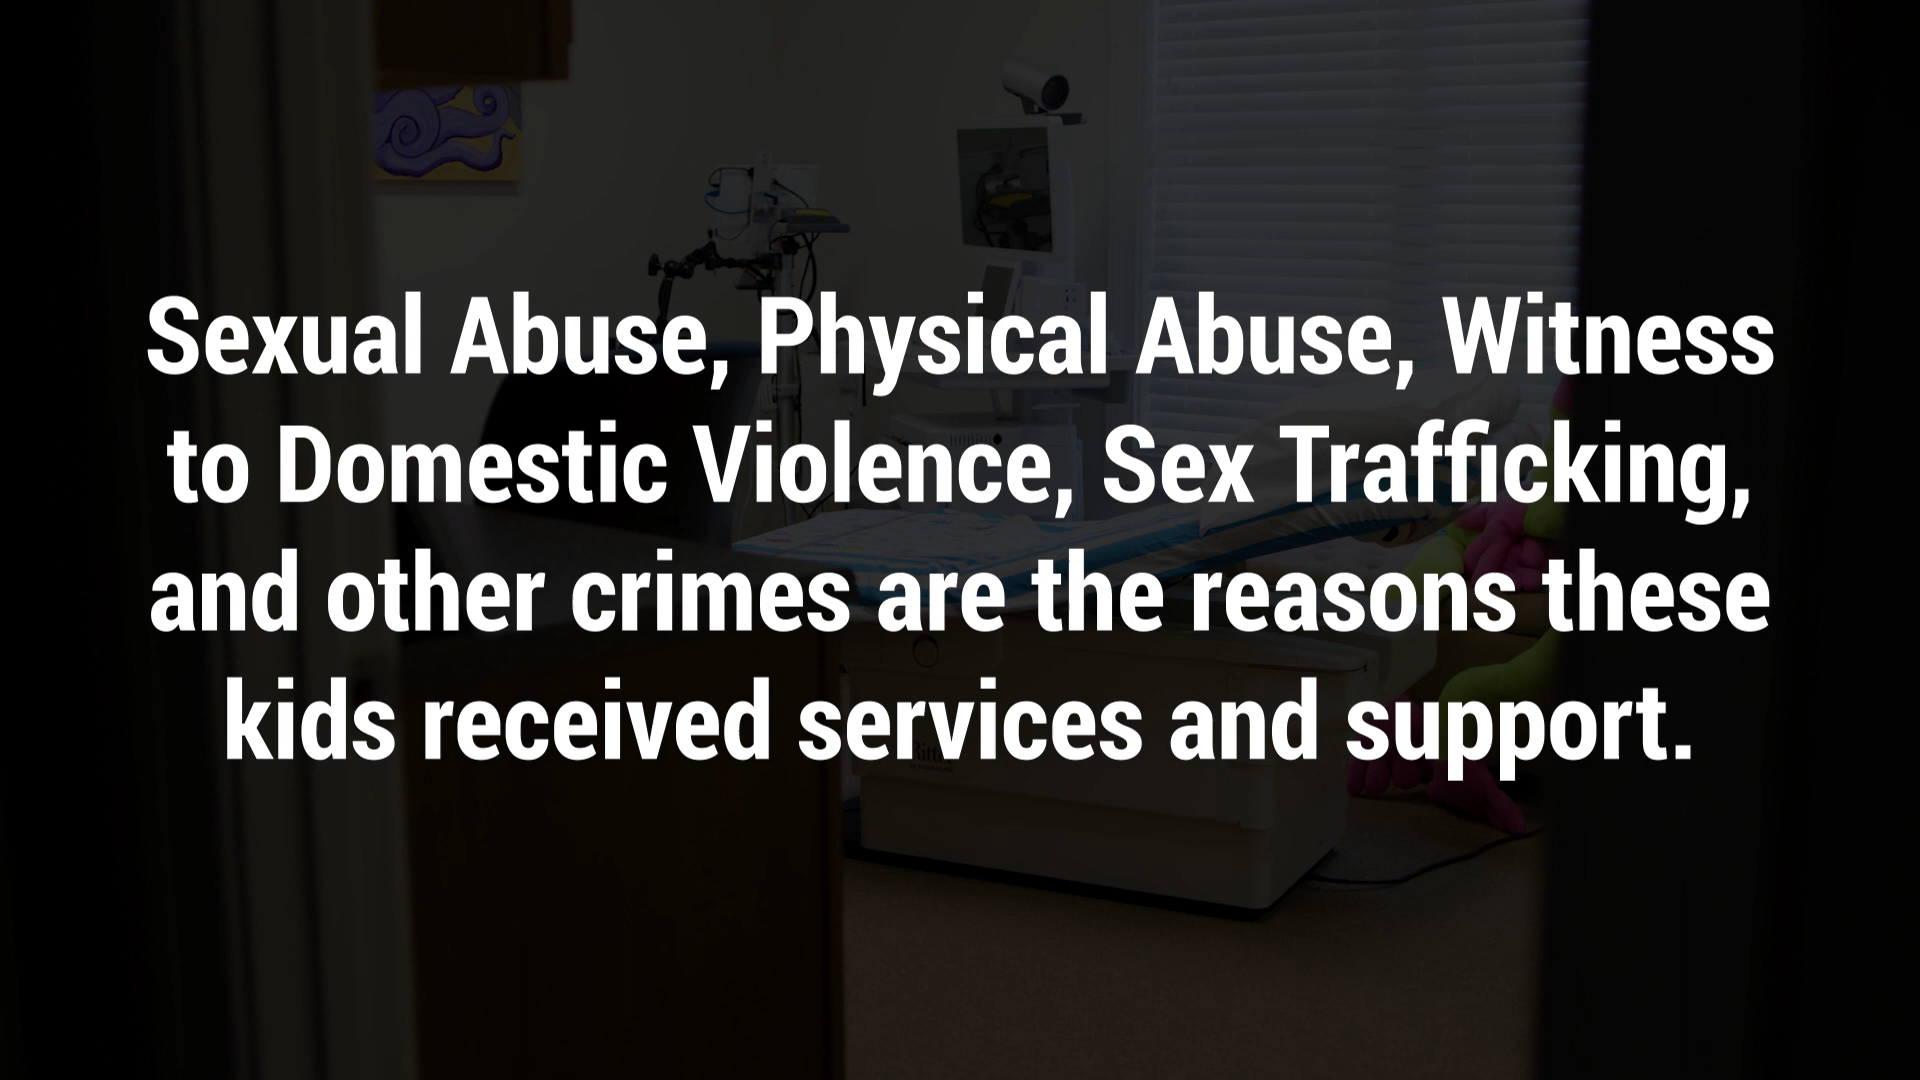 Sexual Abuse, Physical Abuse, Witness
to Domestic Violence, Sex Trafficking,
and other crimes are the reasons these
kids received services and support.